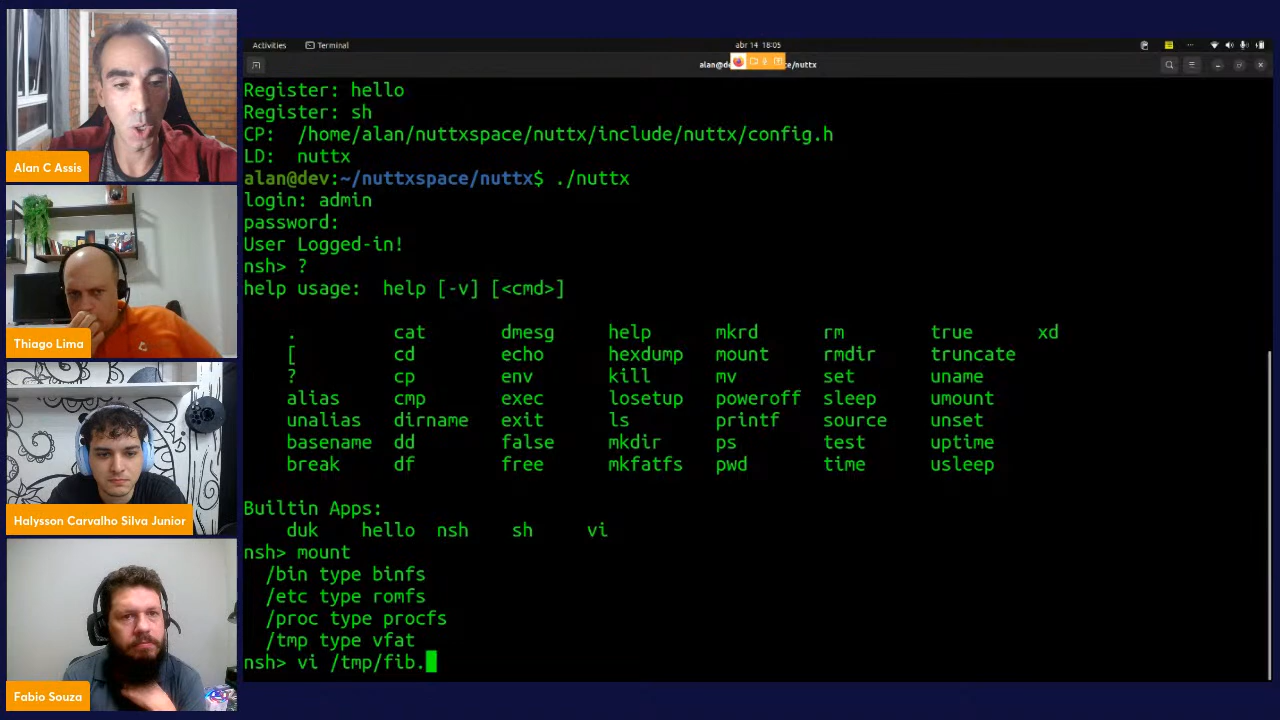 Alan C Assis
Thiago Lima
Halysson Carvalho Silva Junior
Fabio Souza
Activities Terminal abr 14 18:05
ce/nuttx
Register: hello
Register: sh
CP: /home/alan/nuttxspace/nuttx/include/nuttx/config.h
LD: nuttx
alan@dev:~/nuttxspace/nuttx$ ./nuttx
login: admin
password:
User Logged-in!
nsh> ?
help usage: help [-v] [<cmd>]
. cat dmesg help mkrd rm true xd
[ cd echo hexdump mount rmdir truncate
? cp env kill mv set uname
alias cmp exec losetup poweroff sleep umount
unalias dirname exit ls printf source unset
basename dd false mkdir ps test uptime
break df free mkfatfs pwd time usleep
Builtin Apps:
duk hello nsh sh vi
nsh> mount
/bin type binfs
/etc type romfs
/proc type procfs
/tmp type vfat
nsh> vi /tmp/fib.